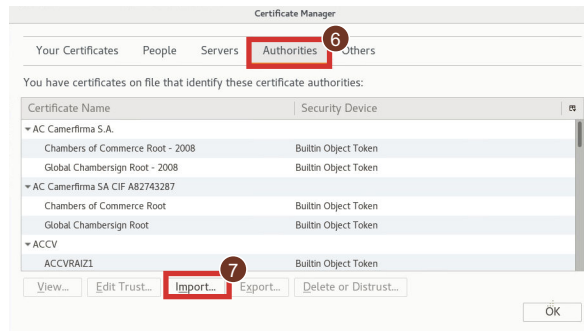 Certificate Manager
6
Your Certificates People Servers Authorities Others
You have certificates on file that identify these certificate authorities:
Certificate Name Security Device
AC Camerfirma S.A.
Chambers of Commerce Root - 2008 Builtin Object Token
Global Chambersign Root - 2008 Builtin Object Token
AC Camerfirma SA CIF A82743287
Chambers of Commerce Root Builtin Object Token
Global Chambersign Root Builtin Object Token
ACCV
ACCVRAIZ1 Builtin Object Token
7
View... Edit Trust... Import... Export... Delete or Distrust...
OK